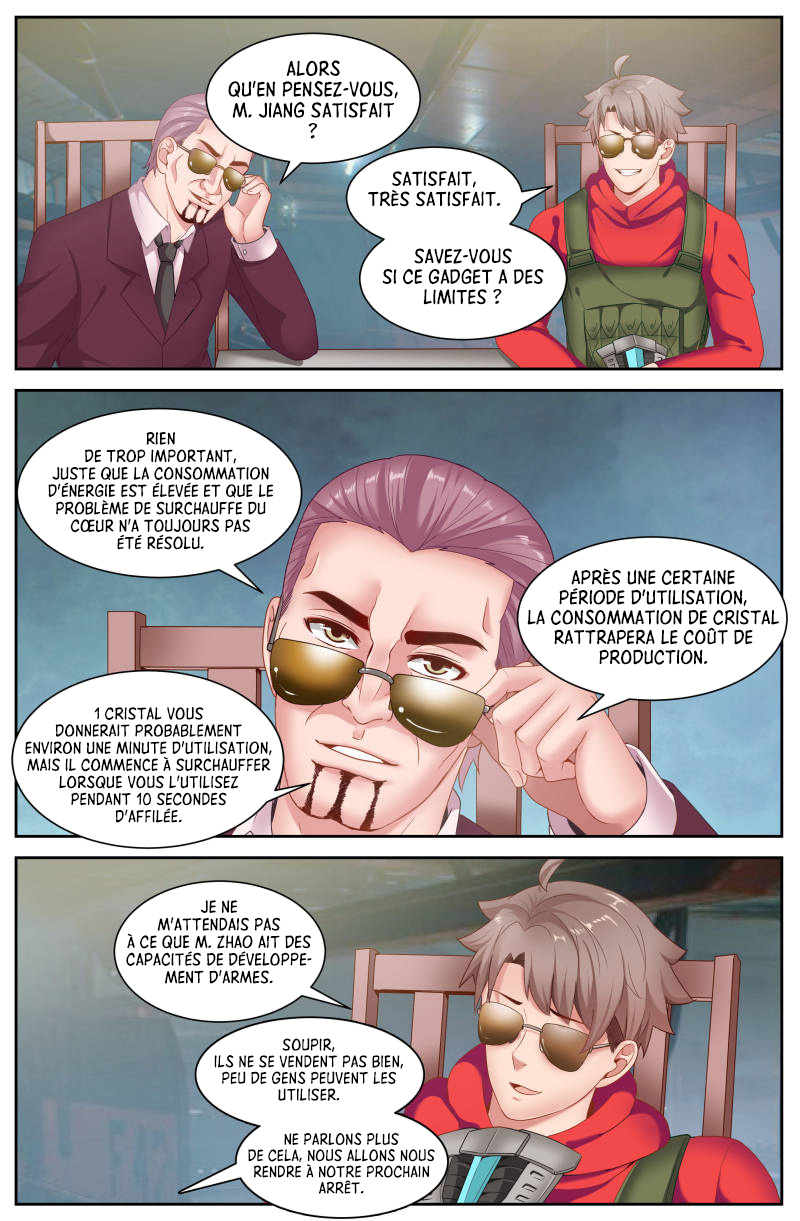 ALORS
QU'EN PENSEZ-VOUS,
M. JIANG SATISFAIT
?
SATISFAIT,
TRÈS SATISFAIT.
SAVEZ-VOUS
SI CE GADGET A DES
LIMITES ?
RIEN
DE TROP IMPORTANT,
JUSTE QUE LA CONSOMMATION
D'ÉNERGIE EST ÉLEVÉE ET QUE LE
PROBLÈME DE SURCHAUFFE DU
CŒUR N'A TOUJOURS PAS
ÉTÉ RÉSOLU.
APRÈS UNE CERTAINE
PÉRIODE D'UTILISATION,
LA CONSOMMATION DE CRISTAL
RATTRAPERA LE COÛT DE
PRODUCTION.
1 CRISTAL VOUS
DONNERAIT PROBABLEMENT
ENVIRON UNE MINUTE D'UTILISATION,
MAIS IL COMMENCE À SURCHAUFFER
LORSQUE VOUS L'UTILISEZ
PENDANT 10 SECONDES
D'AFFILÉE.
JE NE
M'ATTENDAIS PAS
À CE QUE M. ZHAO AIT DES
CAPACITÉS DE DÉVELOPPE-
MENT D'ARMES.
SOUPIR,
ILS NE SE VENDENT PAS BIEN,
PEU DE GENS PEUVENT LES
UTILISER.
NE PARLONS PLUS
DE CELA, NOUS ALLONS NOUS
RENDRE À NOTRE PROCHAIN
ARRÊT.